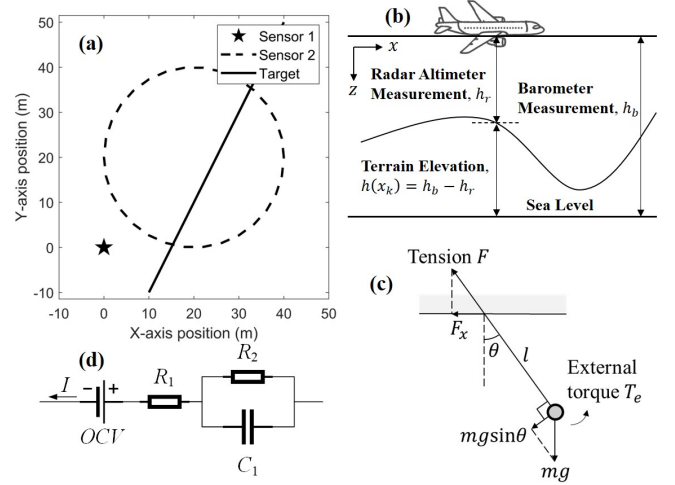 (a)
Sensor 1
Sensor 2
Target
50
40
30
20
10
0
-10
Y-axis position (m)
-10 0 10 20 30 40 50
X-axis position (m)
(b)
x
z
Radar Altimeter
Measurement, h_r
Barometer
Measurement, h_b
Terrain Elevation,
h(x_k) = h_b − h_r
Sea Level
(c)
Tension F
F_x
θ
l
External
torque T_e
mgsinθ
mg
(d)
I
- +
OCV
R_1
R_2
C_1